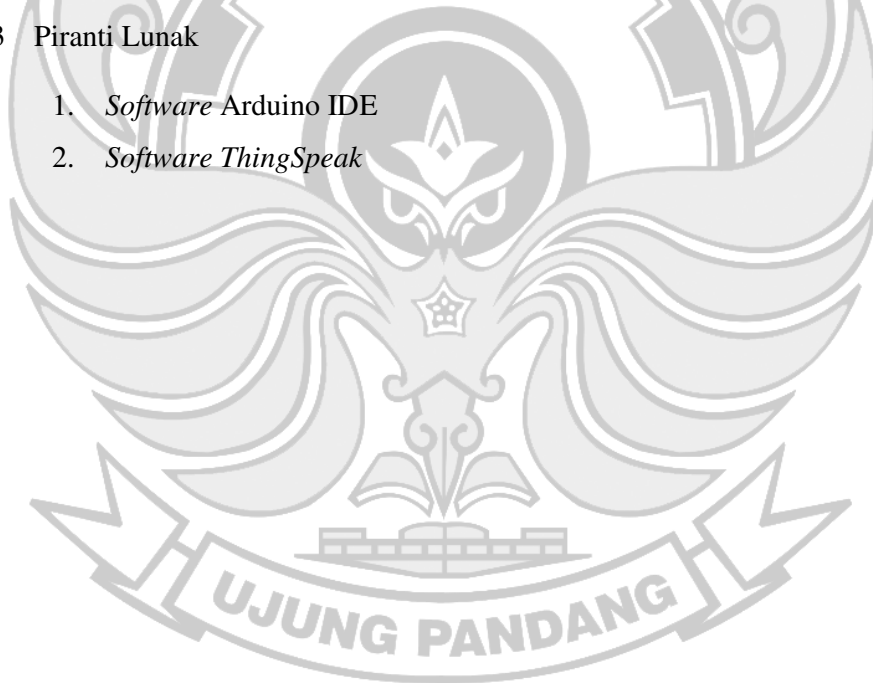 3 Piranti Lunak
1. Software Arduino IDE
2. Software ThingSpeak
UJUNG PANDANG